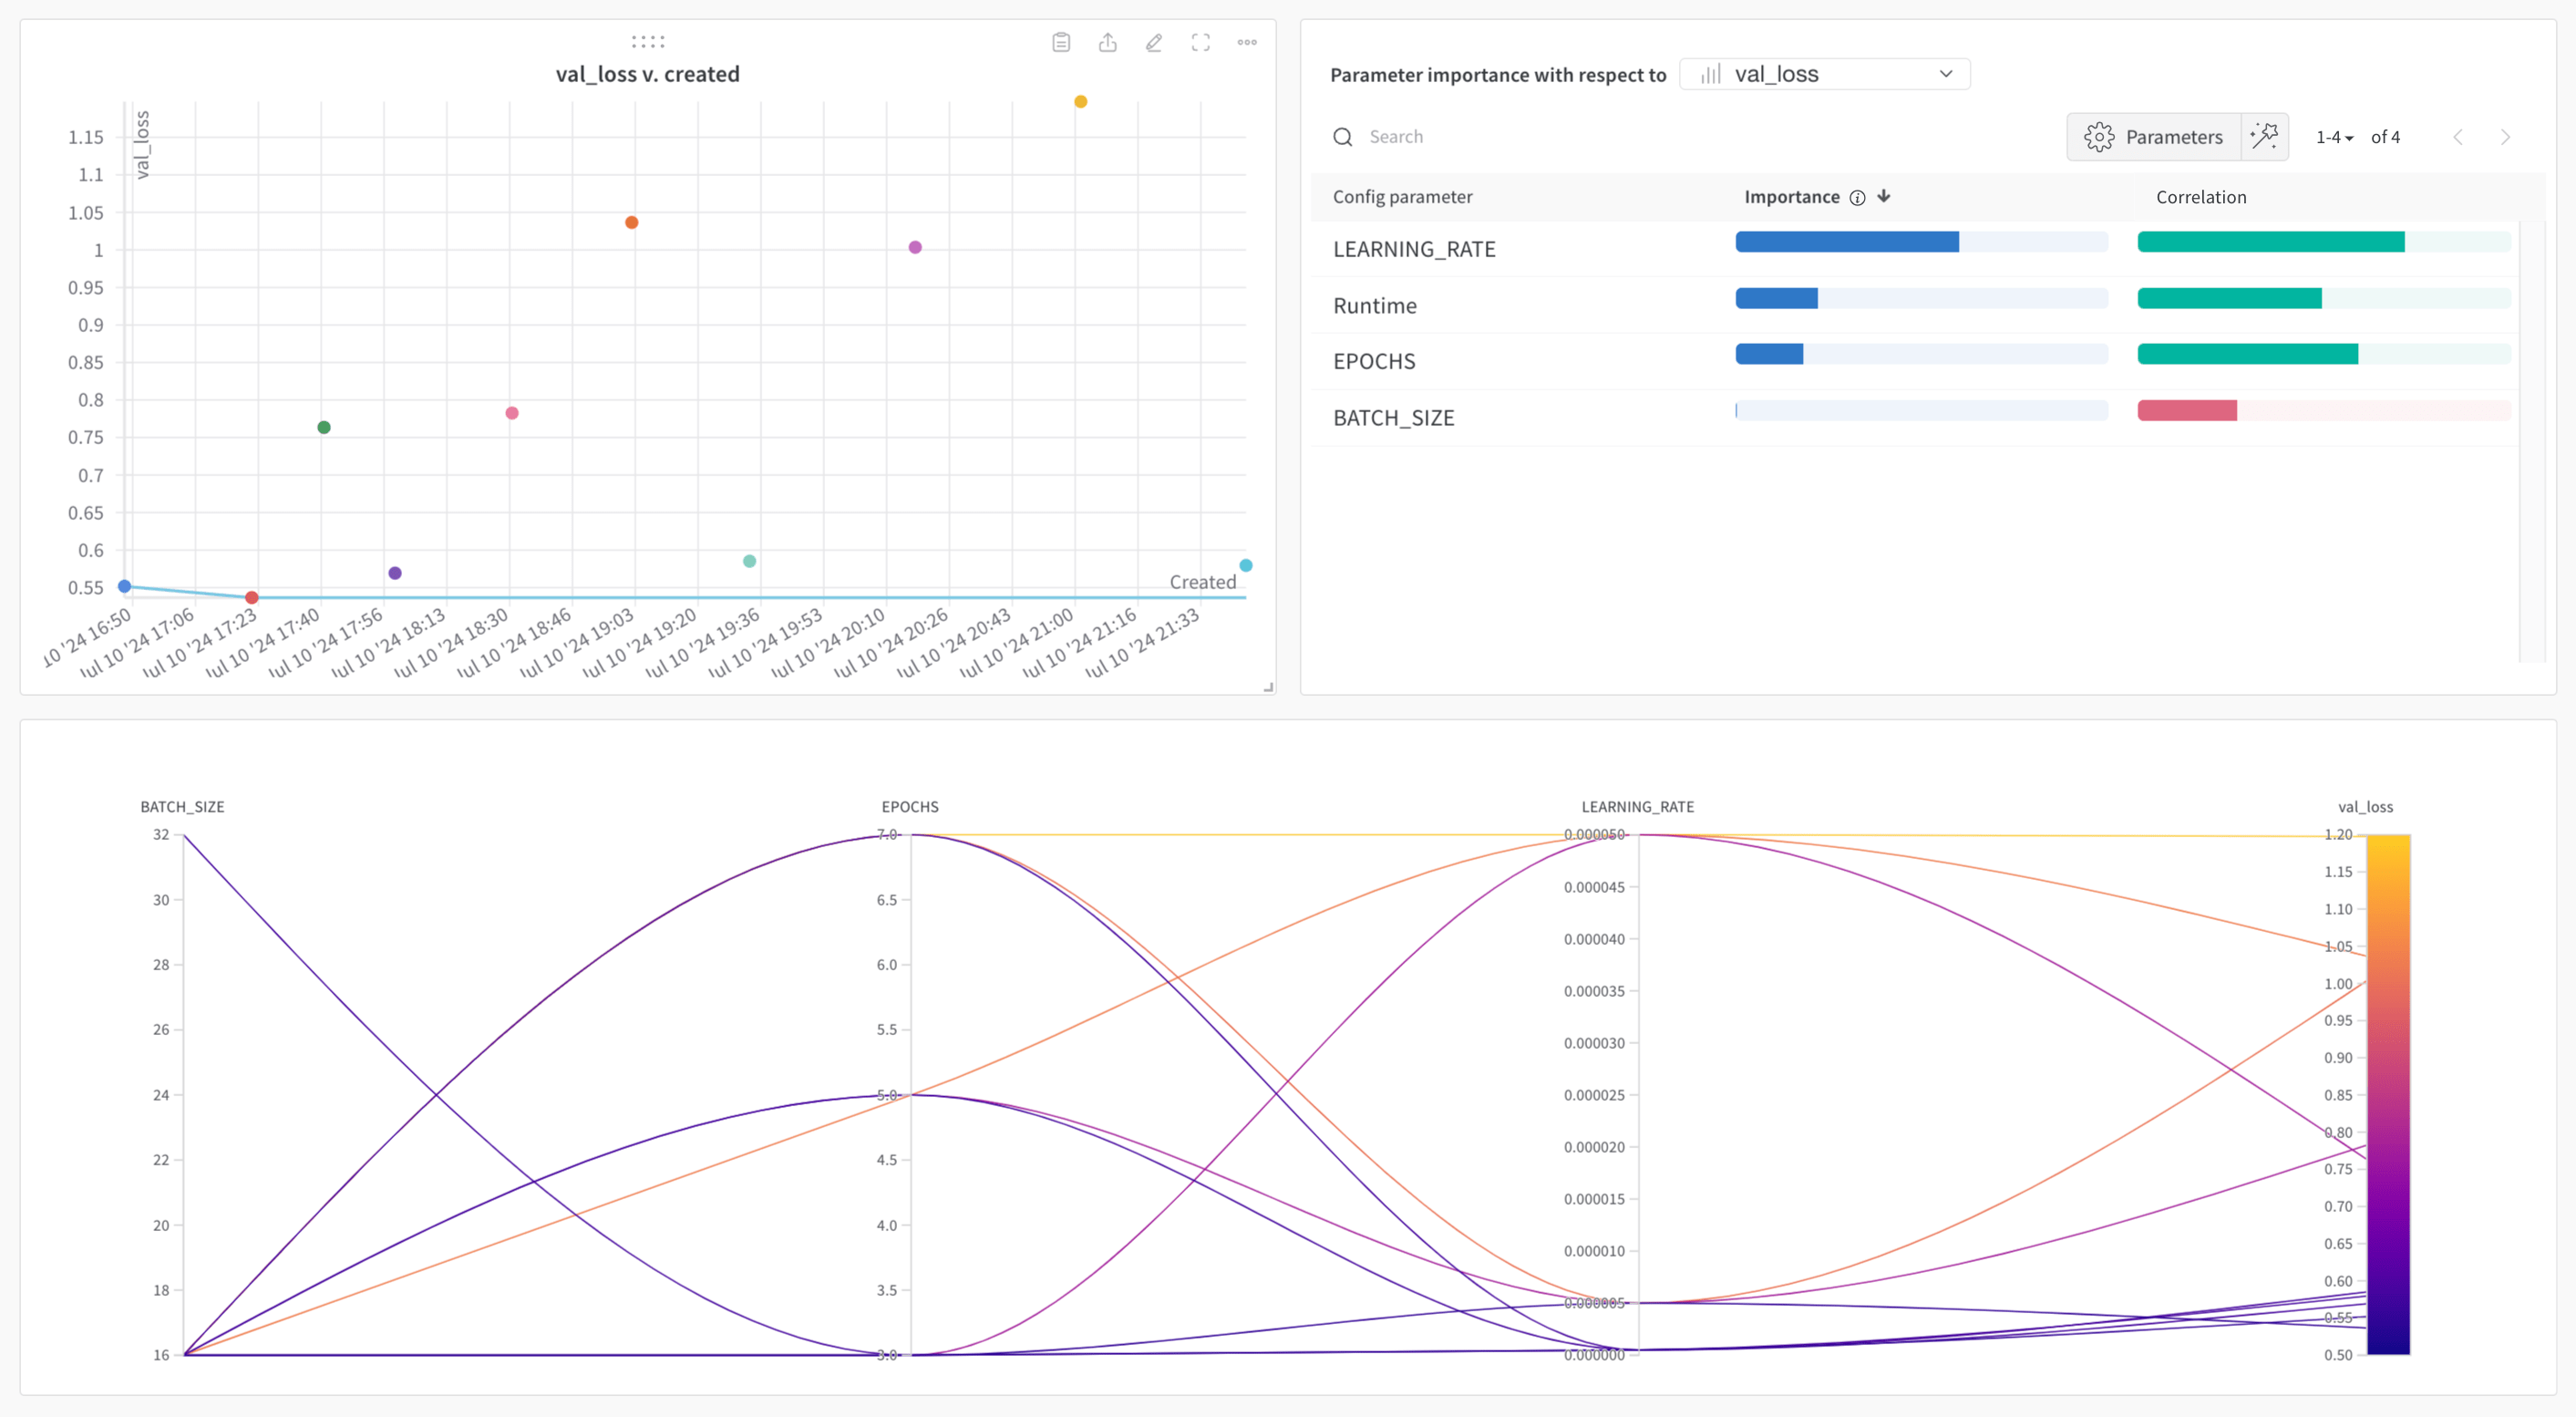 val_loss v. created
val_loss
1.15
1.1
1.05
1
0.95
0.9
0.85
0.8
0.75
0.7
0.65
0.6
0.55
Created
10 '24 16:50
Jul 10 '24 17:06
Jul 10 '24 17:23
Jul 10 '24 17:40
Jul 10 '24 17:56
Jul 10 '24 18:13
Jul 10 '24 18:30
Jul 10 '24 18:46
Jul 10 '24 19:03
Jul 10 '24 19:20
Jul 10 '24 19:36
Jul 10 '24 19:53
Jul 10 '24 20:10
Jul 10 '24 20:26
Jul 10 '24 20:43
Jul 10 '24 21:00
Jul 10 '24 21:16
Jul 10 '24 21:33
Parameter importance with respect to val_loss
Search Parameters 1-4 of 4
Config parameter Importance Correlation
LEARNING_RATE
Runtime
EPOCHS
BATCH_SIZE
BATCH_SIZE
32
30
28
26
24
22
20
18
16
EPOCHS
7.0
6.5
6.0
5.5
5.0
4.5
4.0
3.5
3.0
LEARNING_RATE
0.000050
0.000045
0.000040
0.000035
0.000030
0.000025
0.000020
0.000015
0.000010
0.000005
0.000000
val_loss
1.20
1.15
1.10
1.05
1.00
0.95
0.90
0.85
0.80
0.75
0.70
0.65
0.60
0.55
0.50